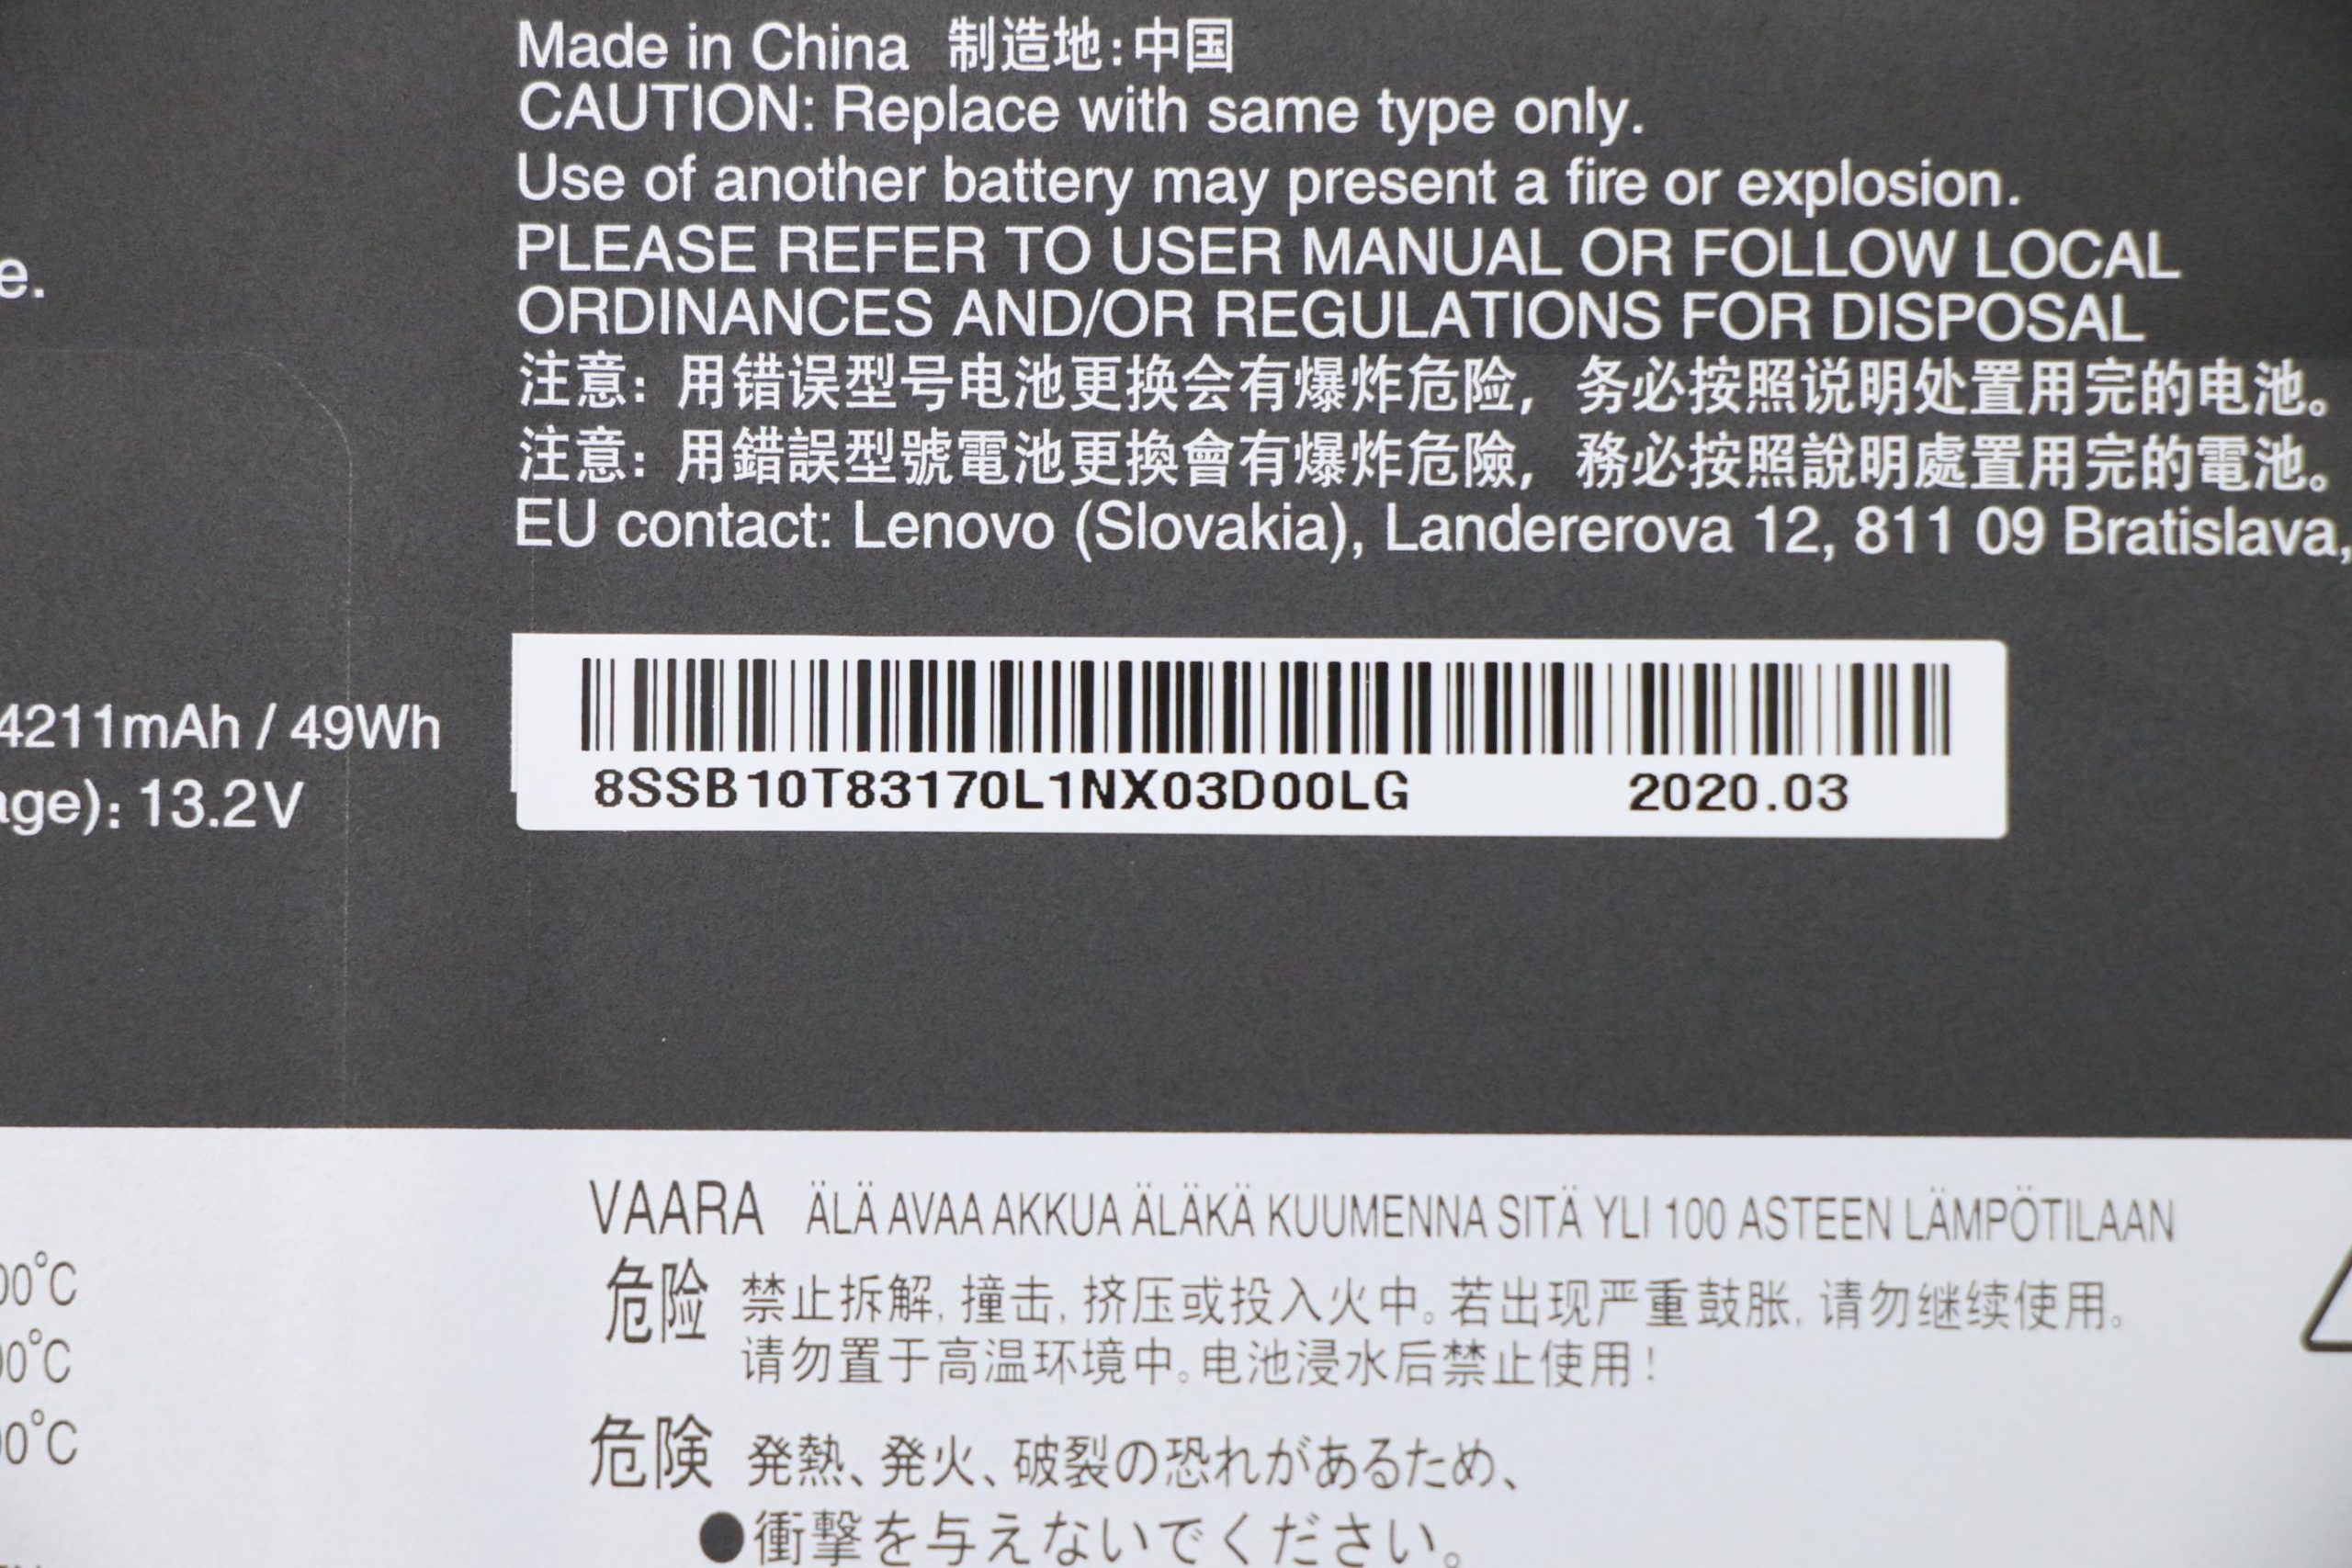 Made in China 制造地:中国
CAUTION: Replace with same type only.
Use of another battery may present a fire or explosion.
PLEASE REFER TO USER MANUAL OR FOLLOW LOCAL
ORDINANCES AND/OR REGULATIONS FOR DISPOSAL
注意: 用错误型号电池更换会有爆炸危险, 务必按照说明处置用完的电池。
注意: 用錯誤型號電池更換會有爆炸危險, 務必按照說明處置用完的電池。
EU contact: Lenovo (Slovakia), Landererova 12, 811 09 Bratislava,
e.
4211mAh / 49Wh
age): 13.2V
8SSB10T83170L1NX03D00LG 2020.03
VAARA ÄLÄ AVAA AKKUA ÄLÄKÄ KUUMENNA SITÄ YLI 100 ASTEEN LÄMPÖTILAAN
危险 禁止拆解, 撞击, 挤压或投入火中。若出现严重鼓胀, 请勿继续使用。
请勿置于高温环境中。电池浸水后禁止使用!
危険 発熱、発火、破裂の恐れがあるため、
●衝撃を与えないでください。
00°C
00°C
00°C